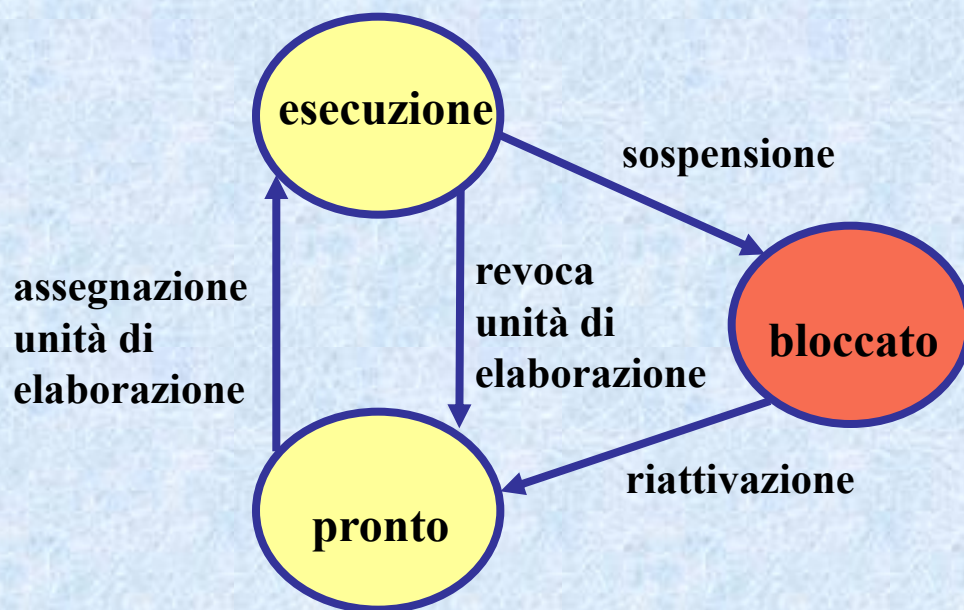 esecuzione
sospensione
assegnazione
unità di
elaborazione
revoca
unità di
elaborazione
bloccato
riattivazione
pronto